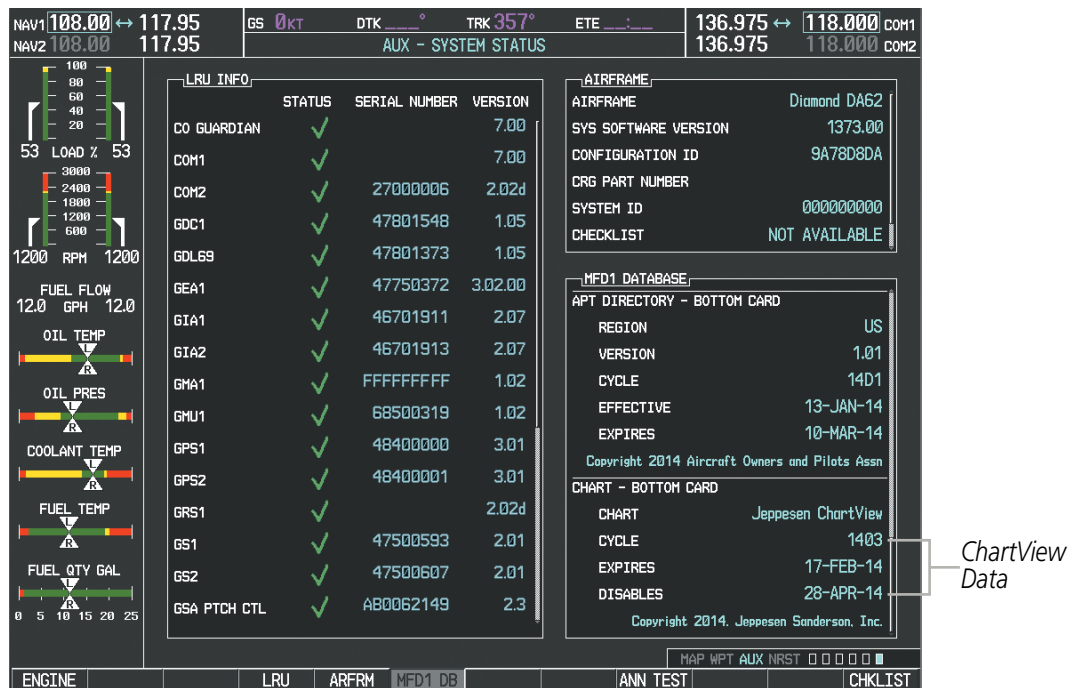 NAV1 108.00 ↔ 117.95
NAV2 108.00 117.95
GS 0KT DTK ___° TRK 357° ETE __:__
AUX - SYSTEM STATUS
136.975 ↔ 118.000 COM1
136.975 118.000 COM2
100
80
60
40
20
53 LOAD % 53
3000
2400
1800
1200
600
1200 RPM 1200
FUEL FLOW
12.0 GPH 12.0
OIL TEMP
L
R
OIL PRES
L
R
COOLANT TEMP
L
R
FUEL TEMP
L
R
FUEL QTY GAL
L
R
0 5 10 15 20 25
LRU INFO
STATUS SERIAL NUMBER VERSION
CO GUARDIAN ✓ 7.00
COM1 ✓ 7.00
COM2 ✓ 27000006 2.02d
GDC1 ✓ 47801548 1.05
GDL69 ✓ 47801373 1.05
GEA1 ✓ 47750372 3.02.00
GIA1 ✓ 46701911 2.07
GIA2 ✓ 46701913 2.07
GMA1 ✓ FFFFFFFFF 1.02
GMU1 ✓ 68500319 1.02
GPS1 ✓ 48400000 3.01
GPS2 ✓ 48400001 3.01
GRS1 ✓ 2.02d
GS1 ✓ 47500593 2.01
GS2 ✓ 47500607 2.01
GSA PTCH CTL ✓ AB0062149 2.3
AIRFRAME
AIRFRAME Diamond DA62
SYS SOFTWARE VERSION 1373.00
CONFIGURATION ID 9A78D8DA
CRG PART NUMBER
SYSTEM ID 000000000
CHECKLIST NOT AVAILABLE
MFD1 DATABASE
APT DIRECTORY - BOTTOM CARD
REGION US
VERSION 1.01
CYCLE 14D1
EFFECTIVE 13-JAN-14
EXPIRES 10-MAR-14
Copyright 2014 Aircraft Owners and Pilots Assn
CHART - BOTTOM CARD
CHART Jeppesen ChartView
CYCLE 1403
EXPIRES 17-FEB-14
DISABLES 28-APR-14
Copyright 2014. Jeppesen Sanderson, Inc.
ChartView
Data
MAP WPT AUX NRST
ENGINE LRU ARFRM MFD1 DB ANN TEST CHKLIST